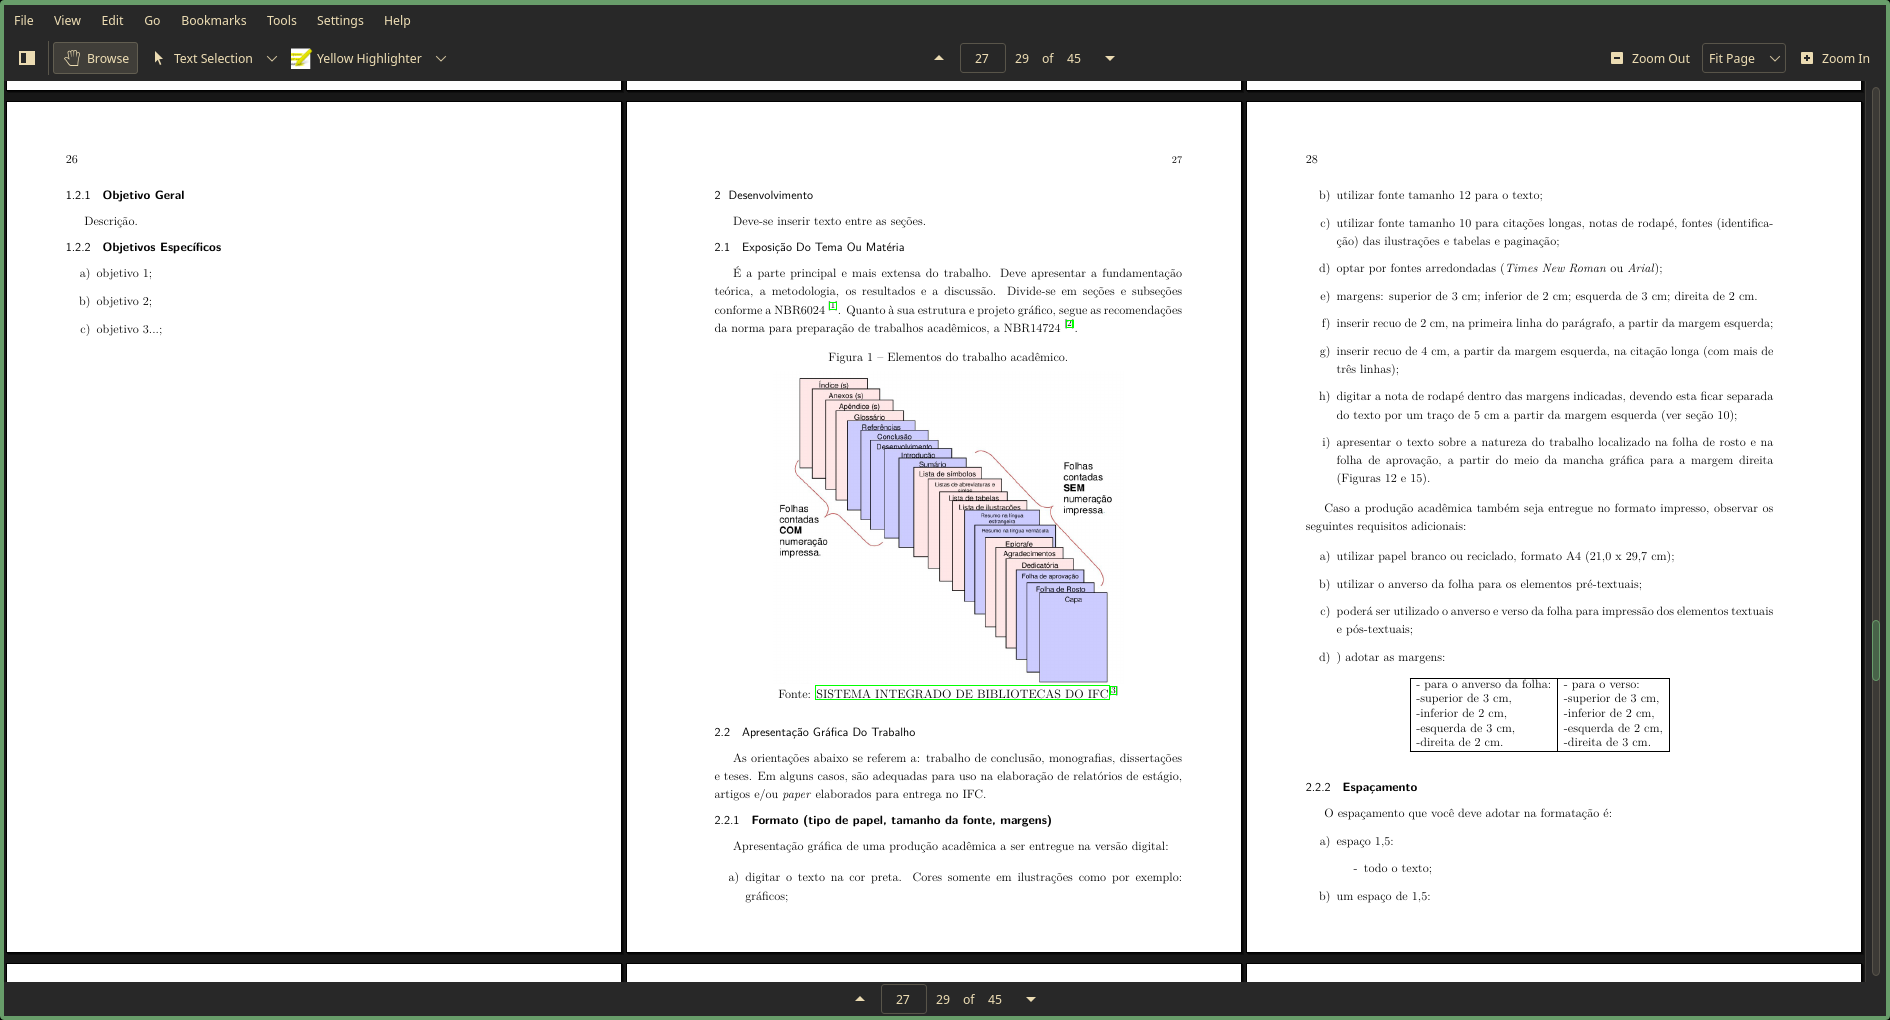 File View Edit Go Bookmarks Tools Settings Help
Browse Text Selection Yellow Highlighter 27 29 of 45 Zoom Out Fit Page Zoom In
26
1.2.1 Objetivo Geral
Descrição.
1.2.2 Objetivos Específicos
a) objetivo 1;
b) objetivo 2;
c) objetivo 3...;
27
2 Desenvolvimento
Deve-se inserir texto entre as seções.
2.1 Exposição Do Tema Ou Matéria
É a parte principal e mais extensa do trabalho. Deve apresentar a fundamentação
teórica, a metodologia, os resultados e a discussão. Divide-se em seções e subseções
conforme a NBR6024 [1]. Quanto à sua estrutura e projeto gráfico, segue as recomendações
da norma para preparação de trabalhos acadêmicos, a NBR14724 [2].
Figura 1 – Elementos do trabalho acadêmico.
Índice (s)
Anexos (s)
Apêndice (s)
Glossário
Referências
Conclusão
Desenvolvimento
Introdução
Sumário
Lista de símbolos
Listas de abreviaturas e
Lista de tabelas
Lista de ilustrações
Resumo na língua
estrangeira
Resumo na língua vernácula
Epígrafe
Agradecimentos
Dedicatória
Folha de aprovação
Folha de Rosto
Capa
Folhas
contadas
COM
numeração
impressa.
Folhas
contadas
SEM
numeração
impressa.
Fonte: SISTEMA INTEGRADO DE BIBLIOTECAS DO IFC[3]
2.2 Apresentação Gráfica Do Trabalho
As orientações abaixo se referem a: trabalho de conclusão, monografias, dissertações
e teses. Em alguns casos, são adequadas para uso na elaboração de relatórios de estágio,
artigos e/ou paper elaborados para entrega no IFC.
2.2.1 Formato (tipo de papel, tamanho da fonte, margens)
Apresentação gráfica de uma produção acadêmica a ser entregue na versão digital:
a) digitar o texto na cor preta. Cores somente em ilustrações como por exemplo:
gráficos;
28
b) utilizar fonte tamanho 12 para o texto;
c) utilizar fonte tamanho 10 para citações longas, notas de rodapé, fontes (identifica-
ção) das ilustrações e tabelas e paginação;
d) optar por fontes arredondadas (Times New Roman ou Arial);
e) margens: superior de 3 cm; inferior de 2 cm; esquerda de 3 cm; direita de 2 cm.
f) inserir recuo de 2 cm, na primeira linha do parágrafo, a partir da margem esquerda;
g) inserir recuo de 4 cm, a partir da margem esquerda, na citação longa (com mais de
três linhas);
h) digitar a nota de rodapé dentro das margens indicadas, devendo esta ficar separada
do texto por um traço de 5 cm a partir da margem esquerda (ver seção 10);
i) apresentar o texto sobre a natureza do trabalho localizado na folha de rosto e na
folha de aprovação, a partir do meio da mancha gráfica para a margem direita
(Figuras 12 e 15).
Caso a produção acadêmica também seja entregue no formato impresso, observar os
seguintes requisitos adicionais:
a) utilizar papel branco ou reciclado, formato A4 (21,0 x 29,7 cm);
b) utilizar o anverso da folha para os elementos pré-textuais;
c) poderá ser utilizado o anverso e verso da folha para impressão dos elementos textuais
e pós-textuais;
d) ) adotar as margens:
- para o anverso da folha: - para o verso:
-superior de 3 cm, -superior de 3 cm,
-inferior de 2 cm, -inferior de 2 cm,
-esquerda de 3 cm, -esquerda de 2 cm,
-direita de 2 cm. -direita de 3 cm.
2.2.2 Espaçamento
O espaçamento que você deve adotar na formatação é:
a) espaço 1,5:
- todo o texto;
b) um espaço de 1,5:
27 29 of 45